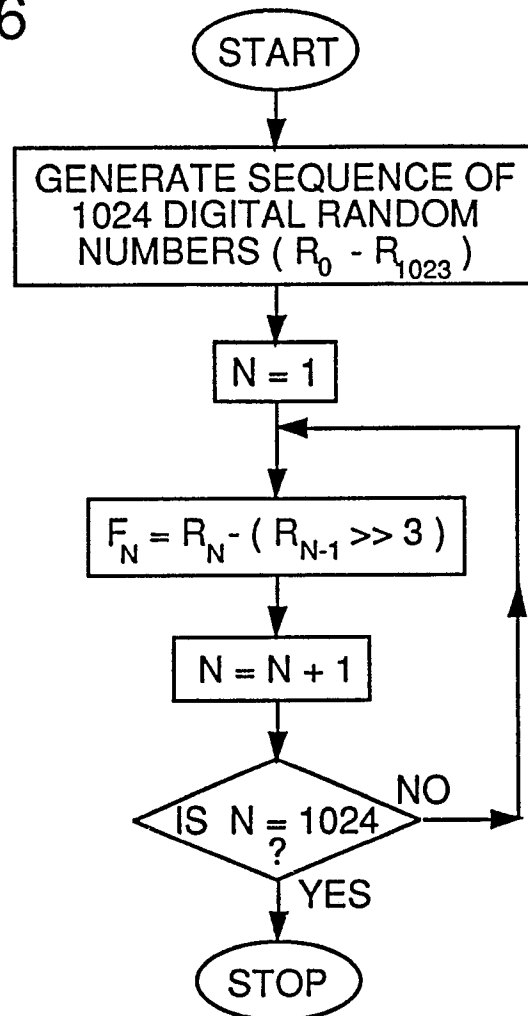 6
START
GENERATE SEQUENCE OF
1024 DIGITAL RANDOM
NUMBERS ( R0 - R1023 )
N = 1
FN = RN - ( RN-1 >> 3 )
N = N + 1
IS N = 1024
?
NO
YES
STOP